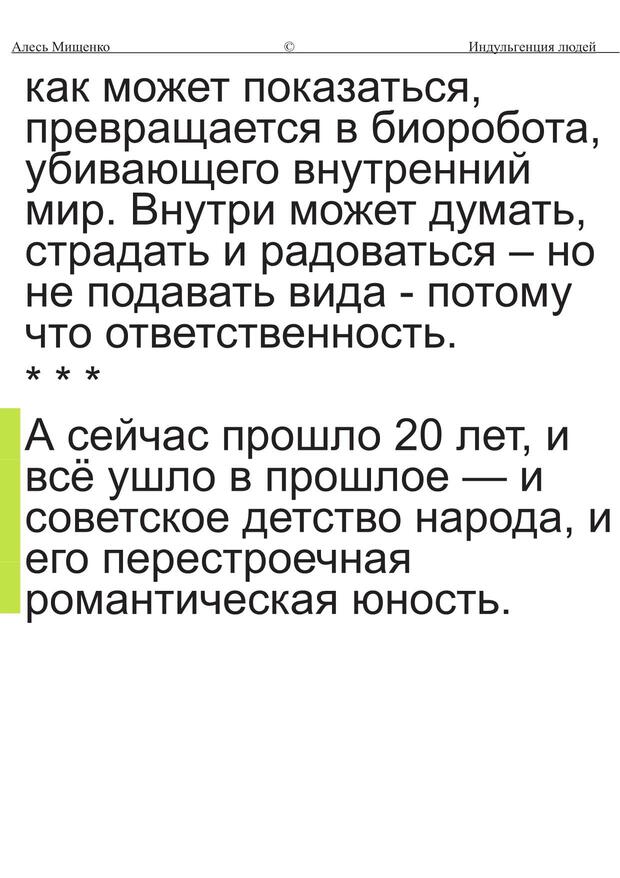 Алесь Мищенко © Индульгенция людей
как может показаться,
превращается в биоробота,
убивающего внутренний
мир. Внутри может думать,
страдать и радоваться – но
не подавать вида - потому
что ответственность.
* * *
А сейчас прошло 20 лет, и
всё ушло в прошлое — и
советское детство народа, и
его перестроечная
романтическая юность.